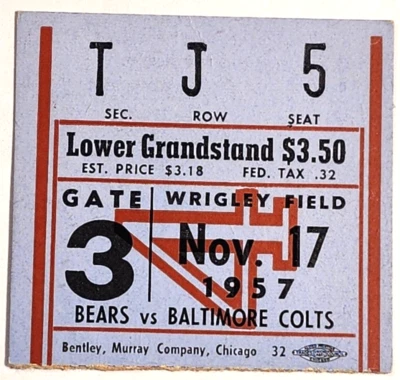 T J 5
SEC. ROW SEAT
Lower Grandstand $3.50
EST. PRICE $3.18 FED. TAX .32
GATE WRIGLEY FIELD
3 Nov. 17
1957
BEARS vs BALTIMORE COLTS
Bentley, Murray Company, Chicago 32